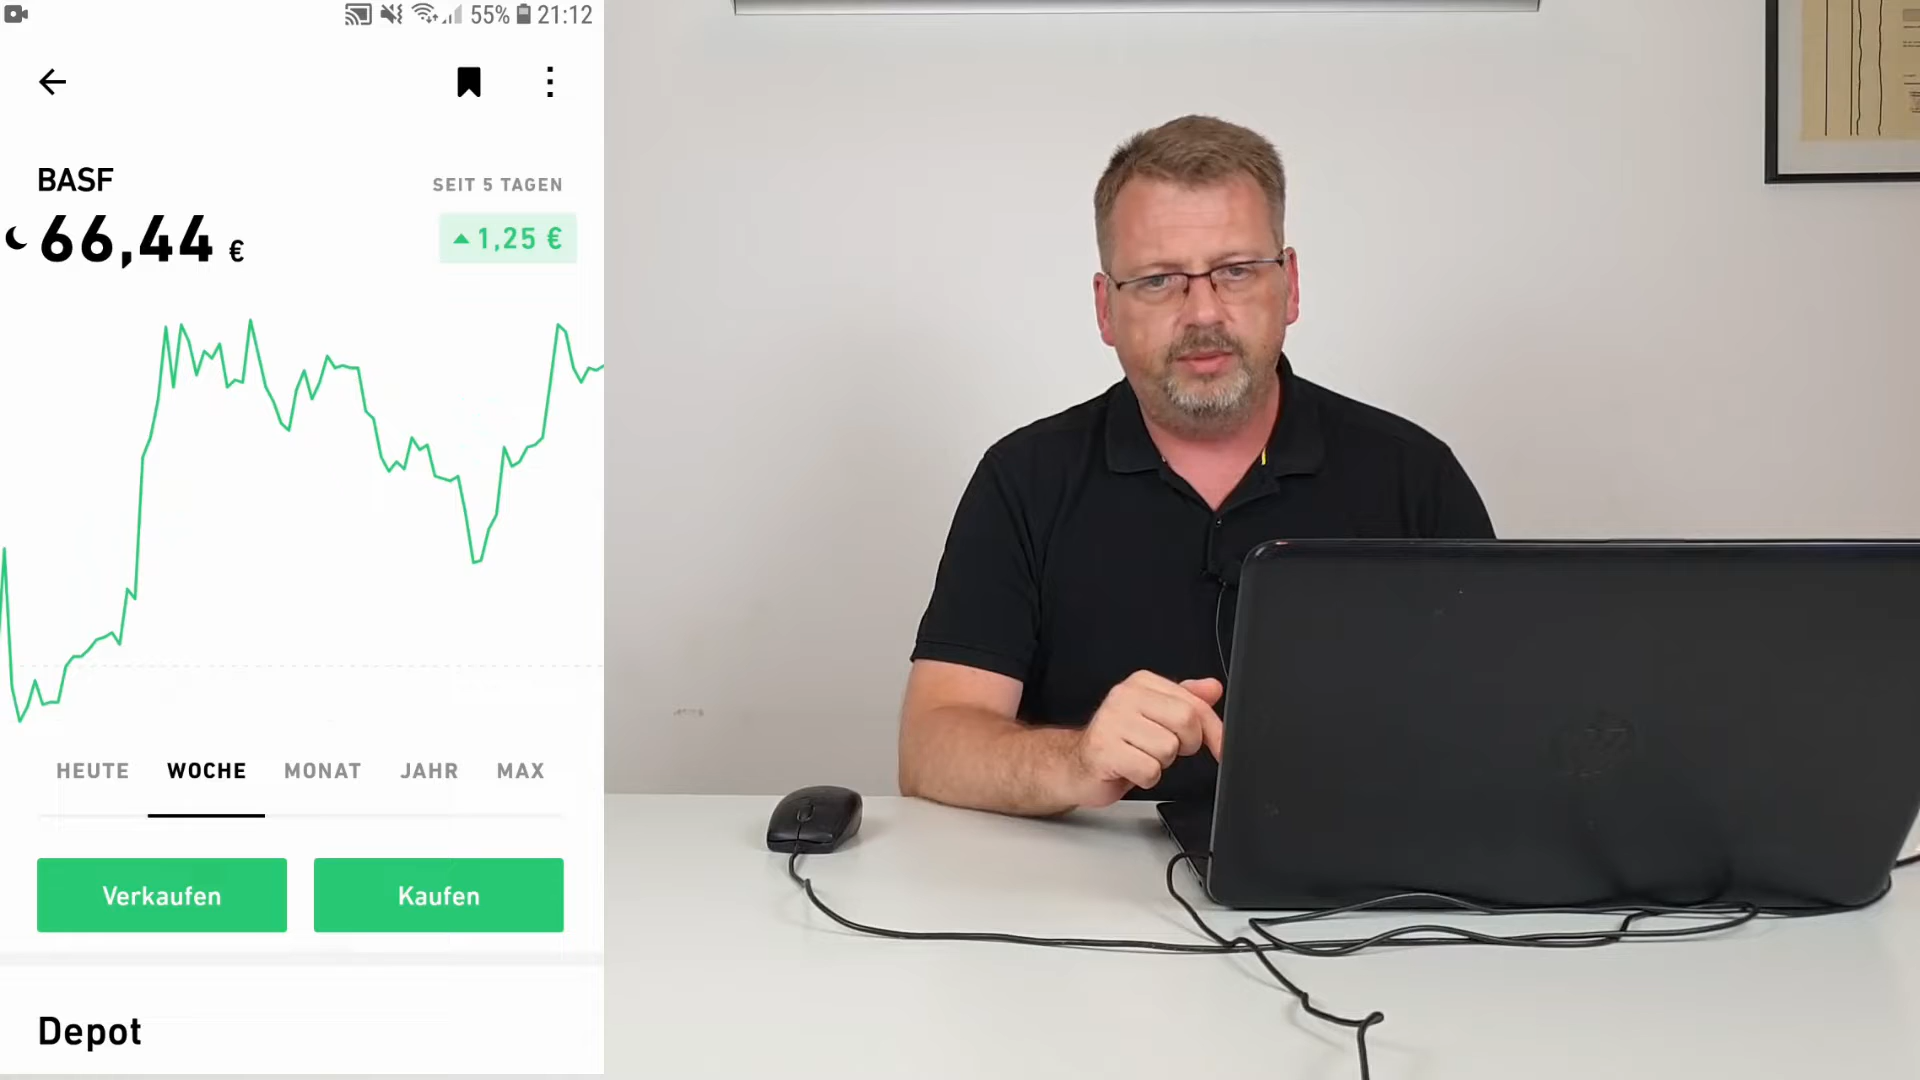 55% 21:12
BASF
SEIT 5 TAGEN
66,44 €
1,25 €
HEUTE WOCHE MONAT JAHR MAX
Verkaufen Kaufen
Depot